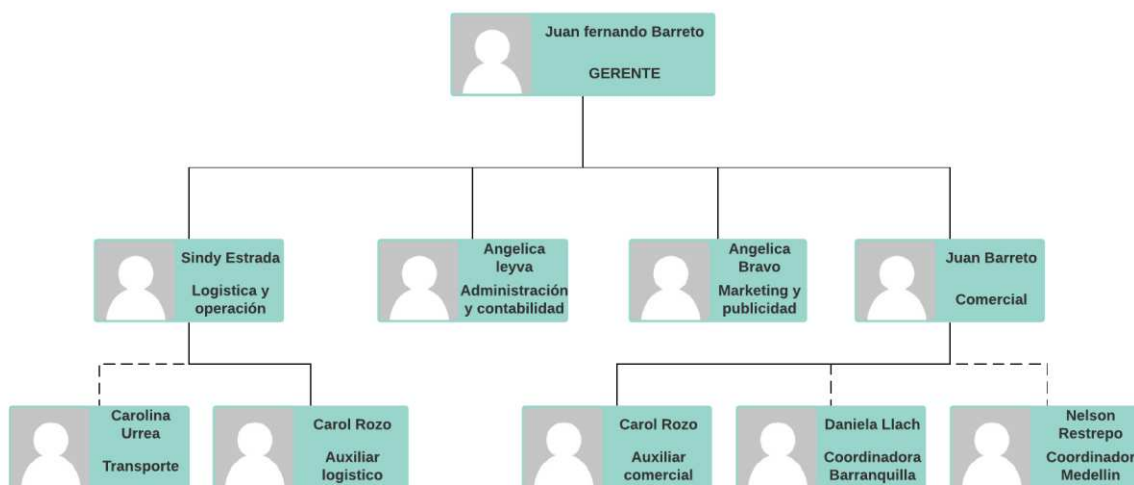 Juan fernando Barreto
GERENTE
Sindy Estrada
Logistica y
operación
Angelica
leyva
Administración
y contabilidad
Angelica
Bravo
Marketing y
publicidad
Juan Barreto
Comercial
Carolina
Urrea
Transporte
Carol Rozo
Auxiliar
logistico
Carol Rozo
Auxiliar
comercial
Daniela Llach
Coordinadora
Barranquilla
Nelson
Restrepo
Coordinador
Medellin